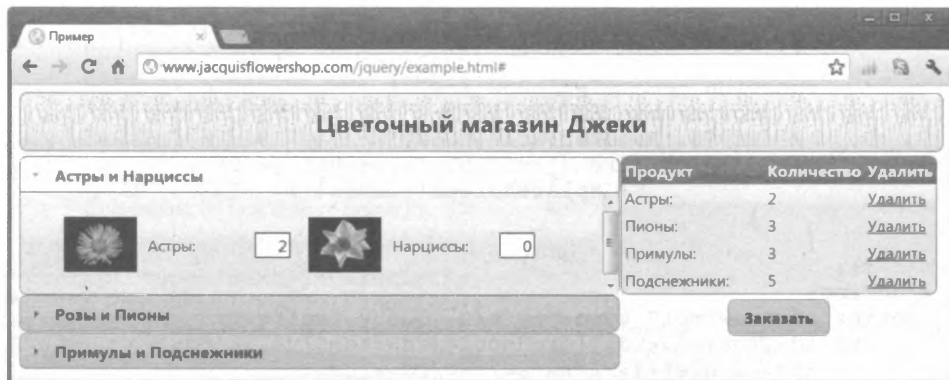 Пример
www.jacquisflowershop.com/jquery/example.html#
Цветочный магазин Джеки
Астры и Нарциссы
Астры: 2 Нарциссы: 0
Розы и Пионы
Примулы и Подснежники
Продукт Количество Удалить
Астры: 2 Удалить
Пионы: 3 Удалить
Примулы: 3 Удалить
Подснежники: 5 Удалить
Заказать